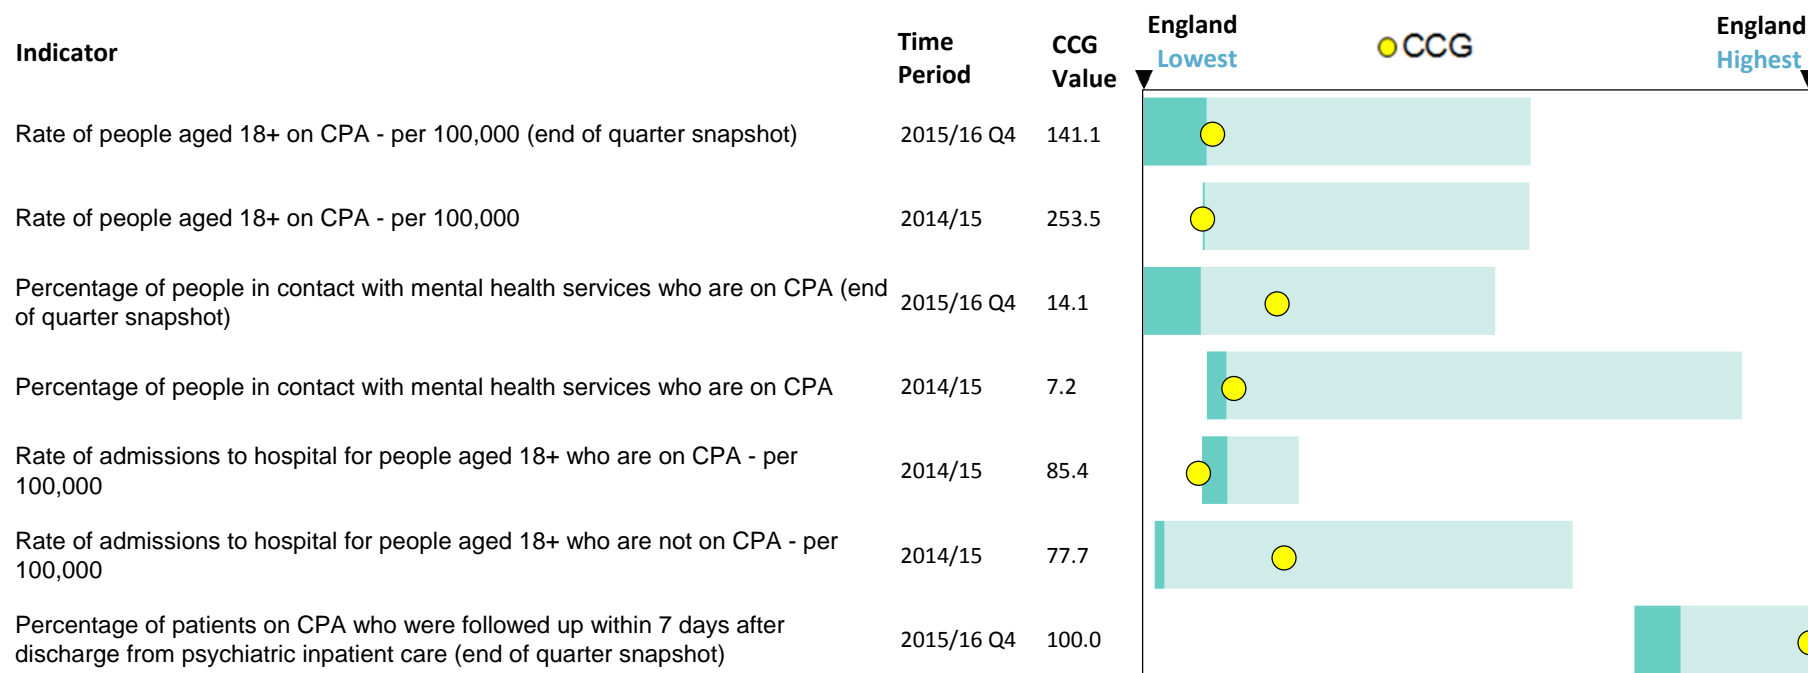 Indicator
Time
Period
CCG
Value
England
Lowest
CCG
England
Highest
Rate of people aged 18+ on CPA - per 100,000 (end of quarter snapshot) 2015/16 Q4 141.1
Rate of people aged 18+ on CPA - per 100,000 2014/15 253.5
Percentage of people in contact with mental health services who are on CPA (end
of quarter snapshot)
2015/16 Q4 14.1
Percentage of people in contact with mental health services who are on CPA 2014/15 7.2
Rate of admissions to hospital for people aged 18+ who are on CPA - per
100,000
2014/15 85.4
Rate of admissions to hospital for people aged 18+ who are not on CPA - per
100,000
2014/15 77.7
Percentage of patients on CPA who were followed up within 7 days after
discharge from psychiatric inpatient care (end of quarter snapshot)
2015/16 Q4 100.0